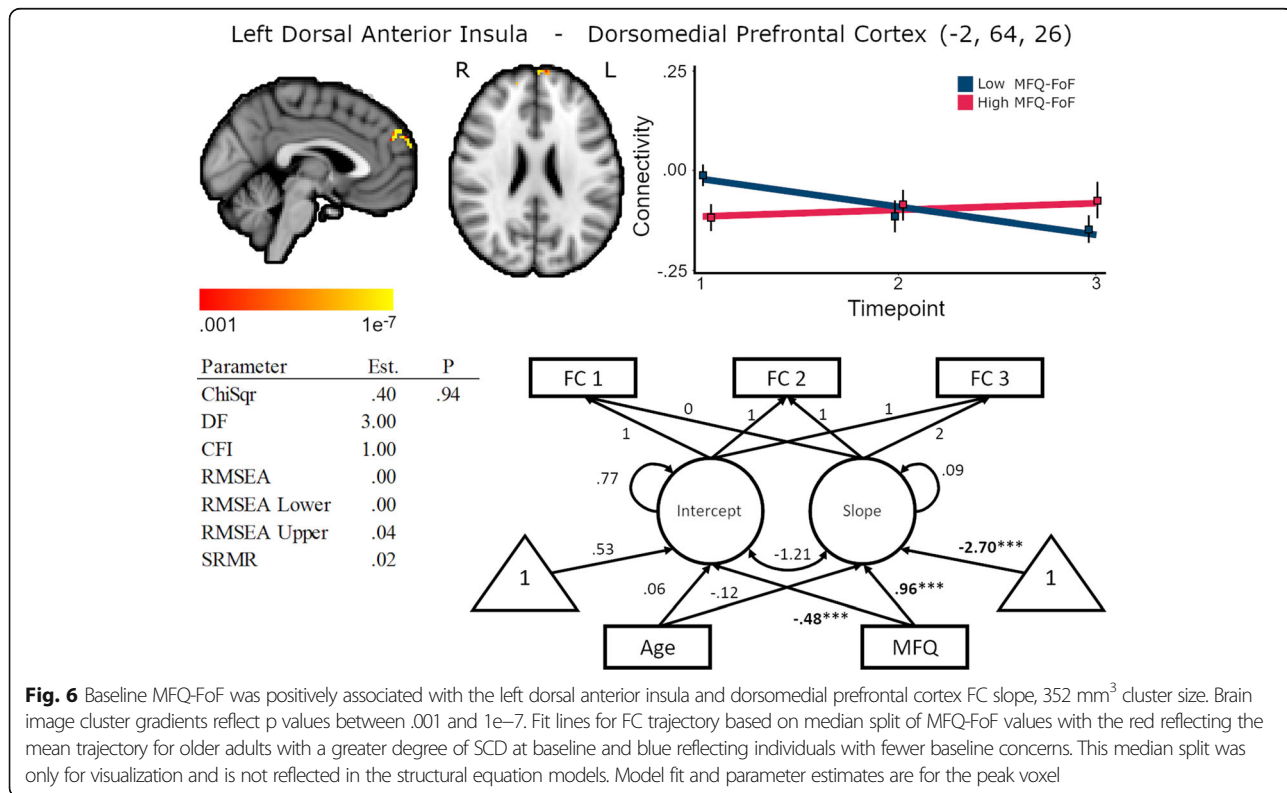 Left Dorsal Anterior Insula - Dorsomedial Prefrontal Cortex (-2, 64, 26)
R L
.001 1e-7
.25
.00
-.25
Connectivity
Low MFQ-FoF
High MFQ-FoF
1 2 3
Timepoint
Parameter Est. P
ChiSqr .40 .94
DF 3.00
CFI 1.00
RMSEA .00
RMSEA Lower .00
RMSEA Upper .04
SRMR .02
FC 1 FC 2 FC 3
0 1 1 1
1 2
.77 .09
Intercept Slope
.53 -1.21 -2.70***
1 1
.06 -.12 .96***
-.48***
Age MFQ
Fig. 6 Baseline MFQ-FoF was positively associated with the left dorsal anterior insula and dorsomedial prefrontal cortex FC slope, 352 mm³ cluster size. Brain
image cluster gradients reflect p values between .001 and 1e–7. Fit lines for FC trajectory based on median split of MFQ-FoF values with the red reflecting the
mean trajectory for older adults with a greater degree of SCD at baseline and blue reflecting individuals with fewer baseline concerns. This median split was
only for visualization and is not reflected in the structural equation models. Model fit and parameter estimates are for the peak voxel